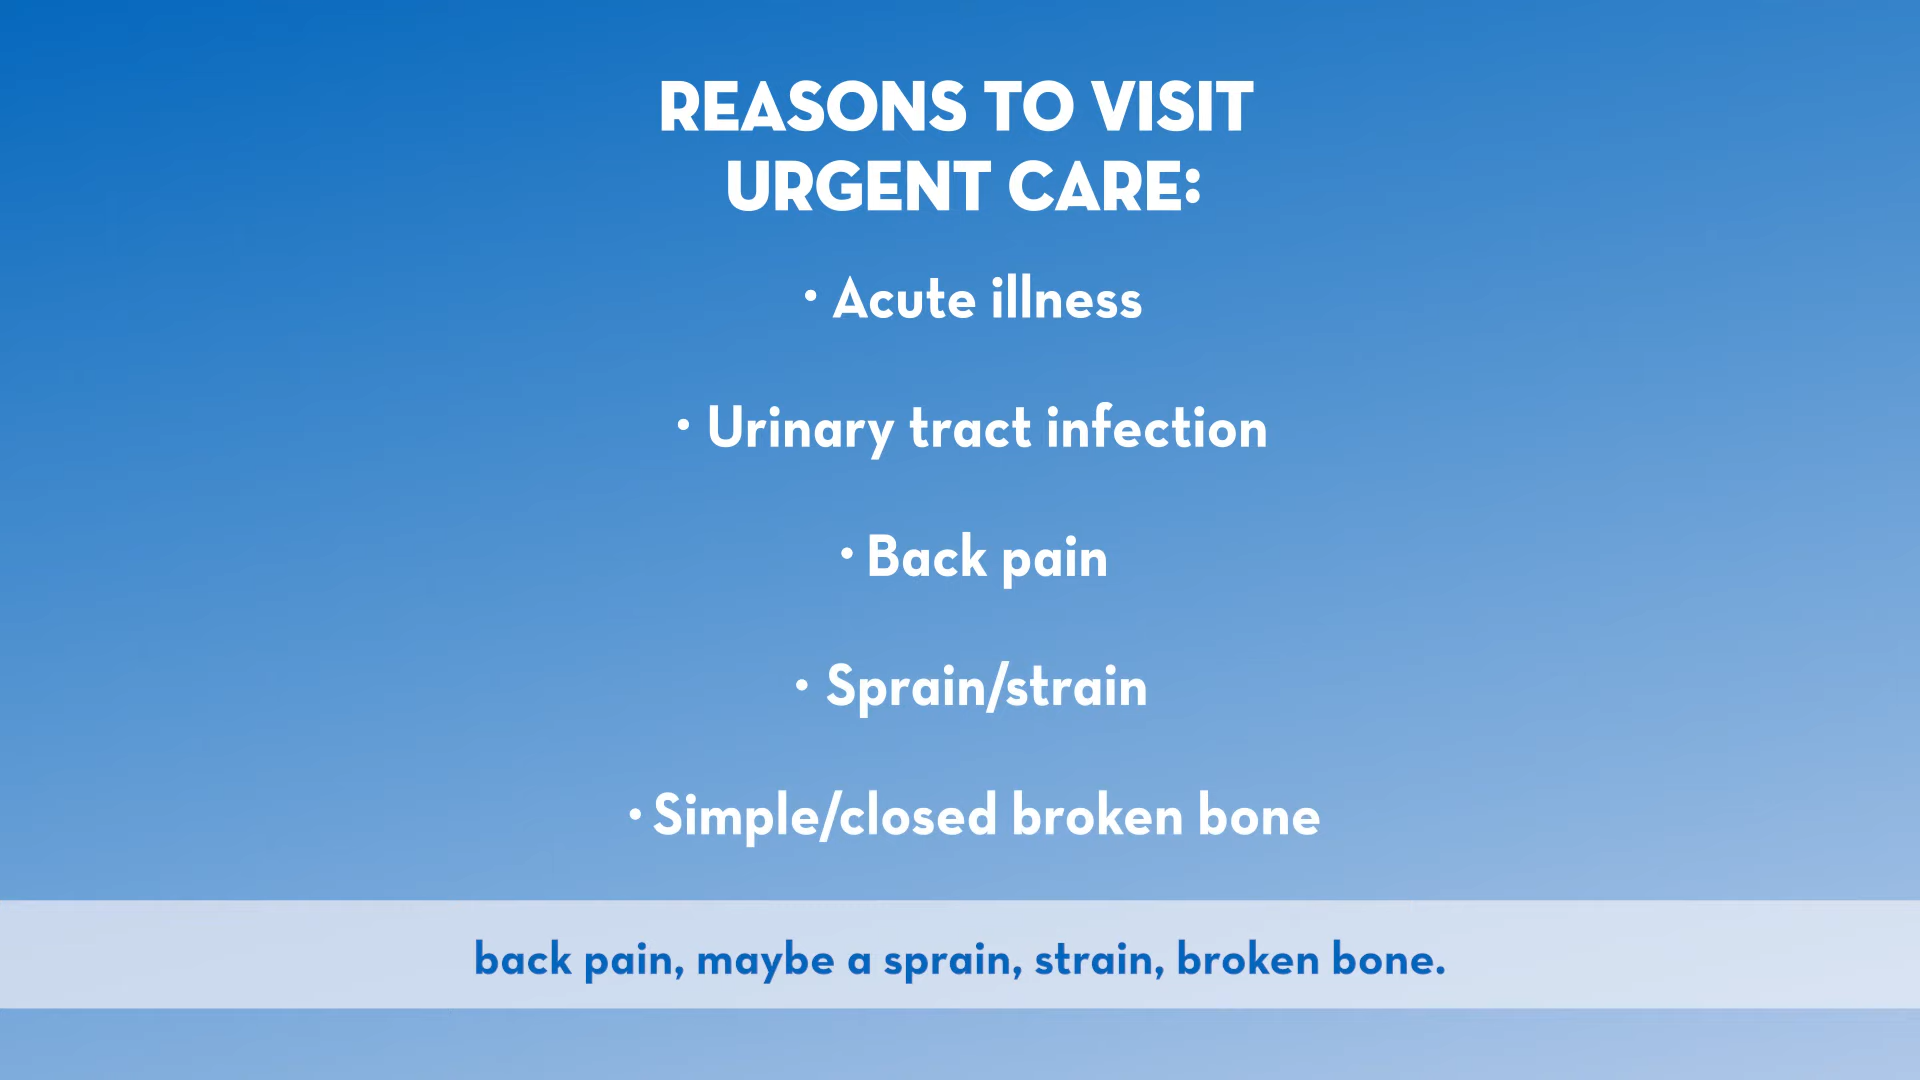 REASONS TO VISIT
URGENT CARE:
• Acute illness
• Urinary tract infection
• Back pain
• Sprain/strain
• Simple/closed broken bone
back pain, maybe a sprain, strain, broken bone.